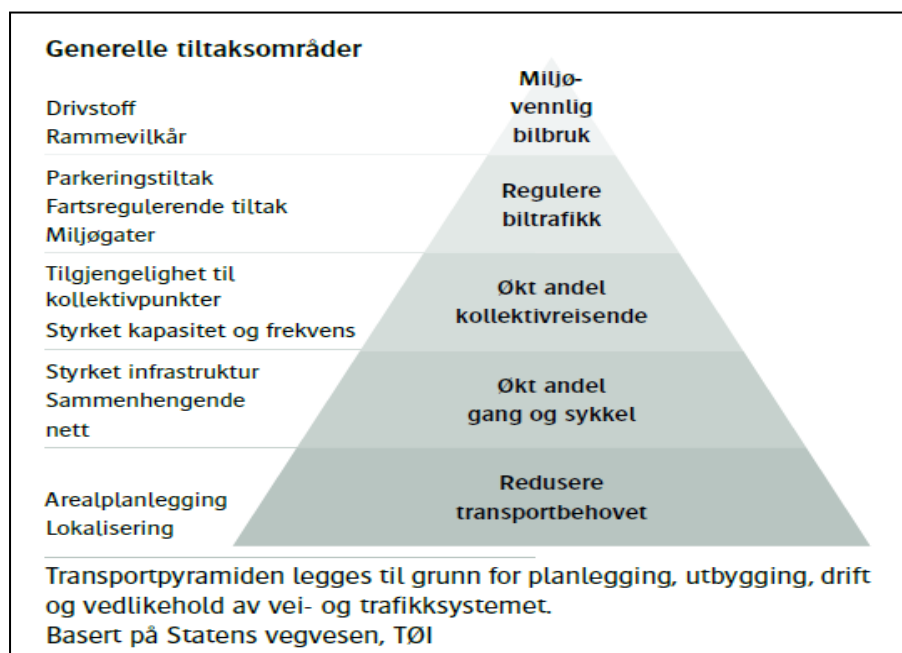 Generelle tiltaksområder
Miljø-
vennlig
bilbruk
Drivstoff
Rammevilkår
Parkeringstiltak
Fartsregulerende tiltak
Miljøgater
Regulere
biltrafikk
Tilgjengelighet til
kollektivpunkter
Styrket kapasitet og frekvens
Økt andel
kollektivreisende
Styrket infrastruktur
Sammenhengende
nett
Økt andel
gang og sykkel
Arealplanlegging
Lokalisering
Redusere
transportbehovet
Transportpyramiden legges til grunn for planlegging, utbygging, drift
og vedlikehold av vei- og trafikksystemet.
Basert på Statens vegvesen, TØI